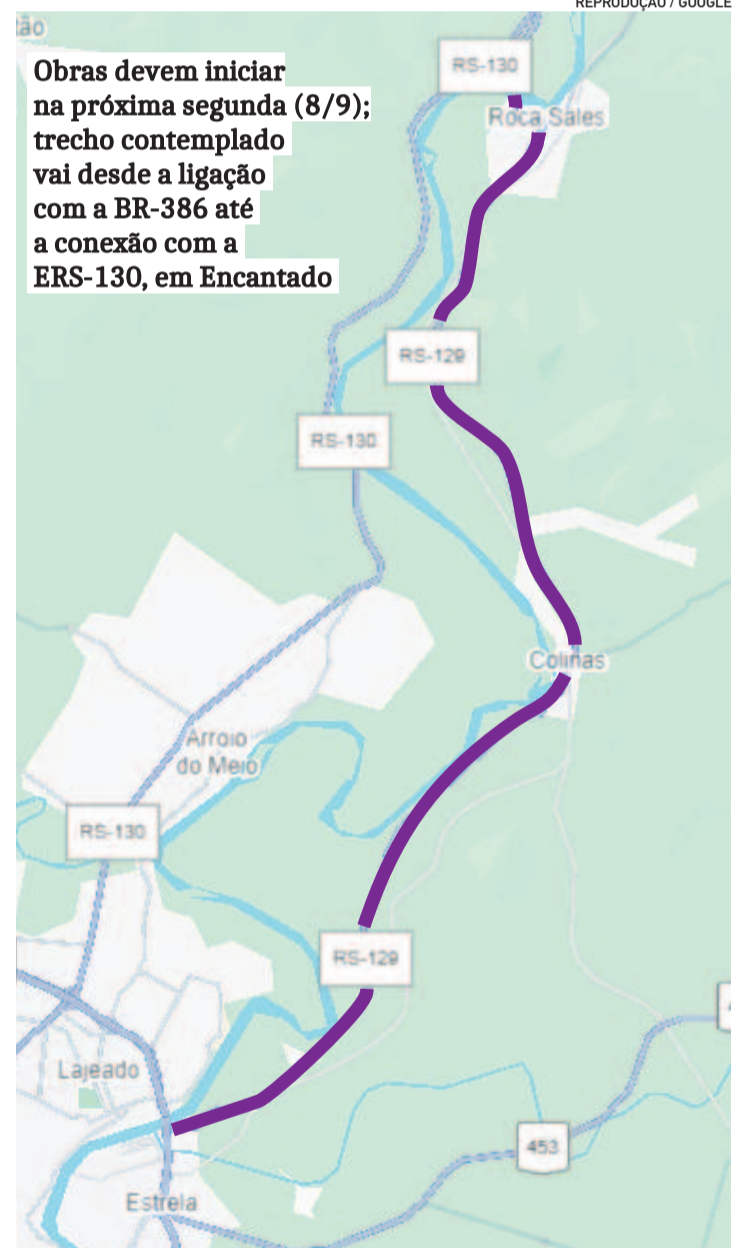 REPRODUÇÃO / GOOGLE
tão
Obras devem iniciar
na próxima segunda (8/9);
trecho contemplado
vai desde a ligação
com a BR-386 até
a conexão com a
ERS-130, em Encantado
RS-130
Roca Sales
RS-129
RS-130
Colinas
Arroio
do Meio
RS-130
RS-129
Lajeado
453
Estrela